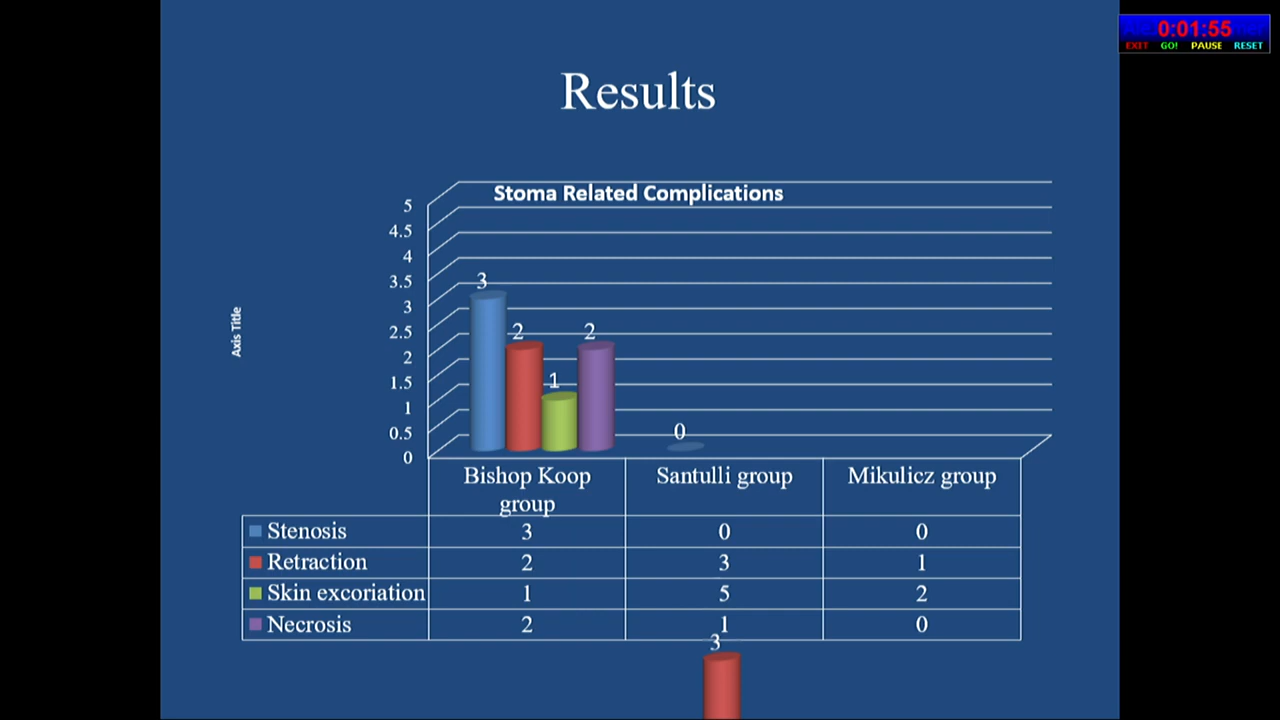 0:01:55
EXIT GO! PAUSE RESET
Results
Stoma Related Complications
Axis Title
5
4.5
4
3.5
3
2.5
2
1.5
1
0.5
0
3
2
1
2
0
Bishop Koop group Santulli group Mikulicz group
Stenosis 3 0 0
Retraction 2 3 1
Skin excoriation 1 5 2
Necrosis 2 1 0
3